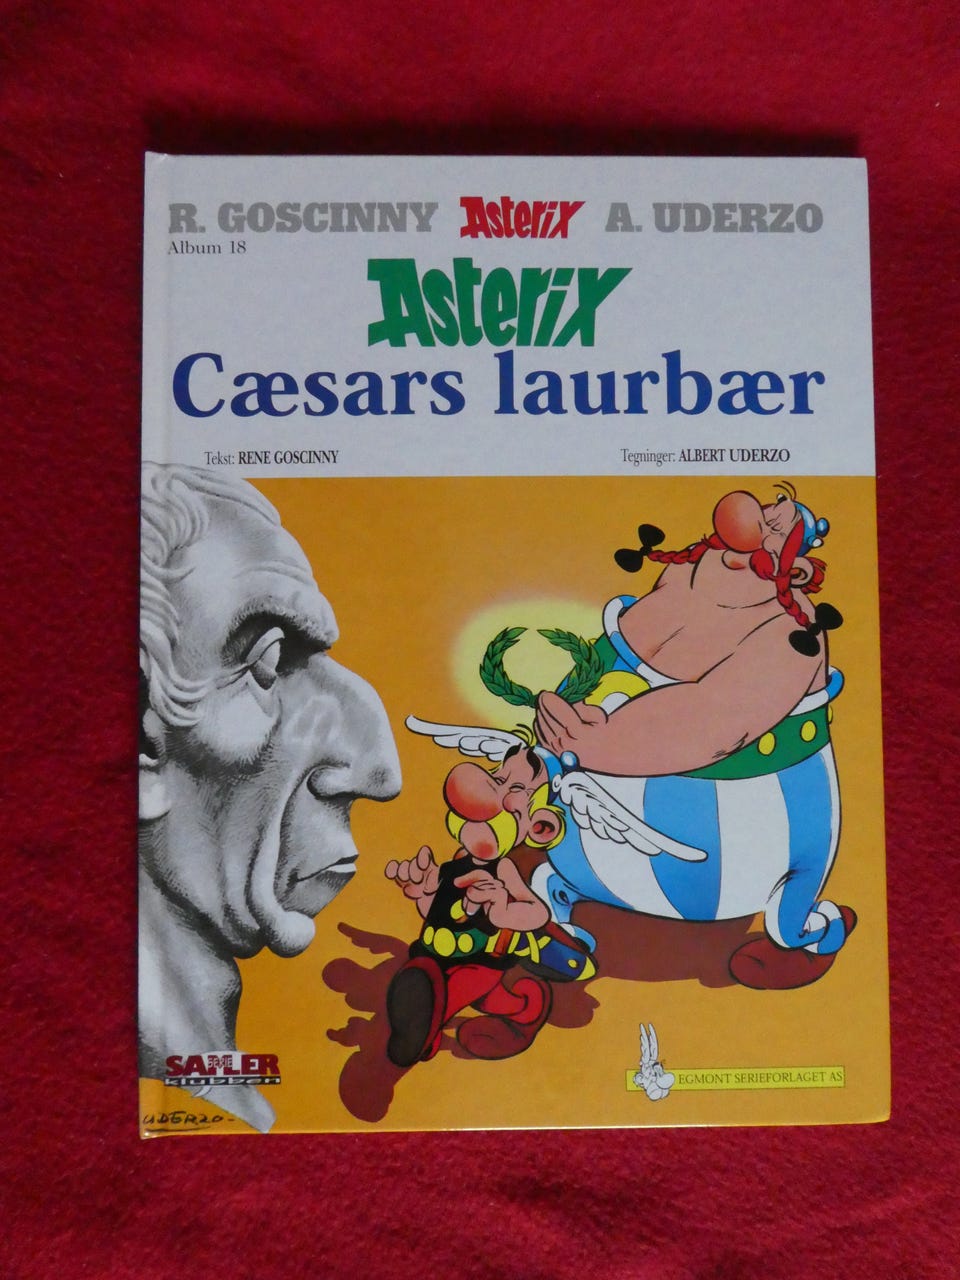 R. GOSCINNY Asterix A. UDERZO
Album 18
Asterix
Cæsars laurbær
Tekst: RENE GOSCINNY Tegninger: ALBERT UDERZO
SERIE
SAMLER
klubben
EGMONT SERIEFORLAGET AS
UDERZO-